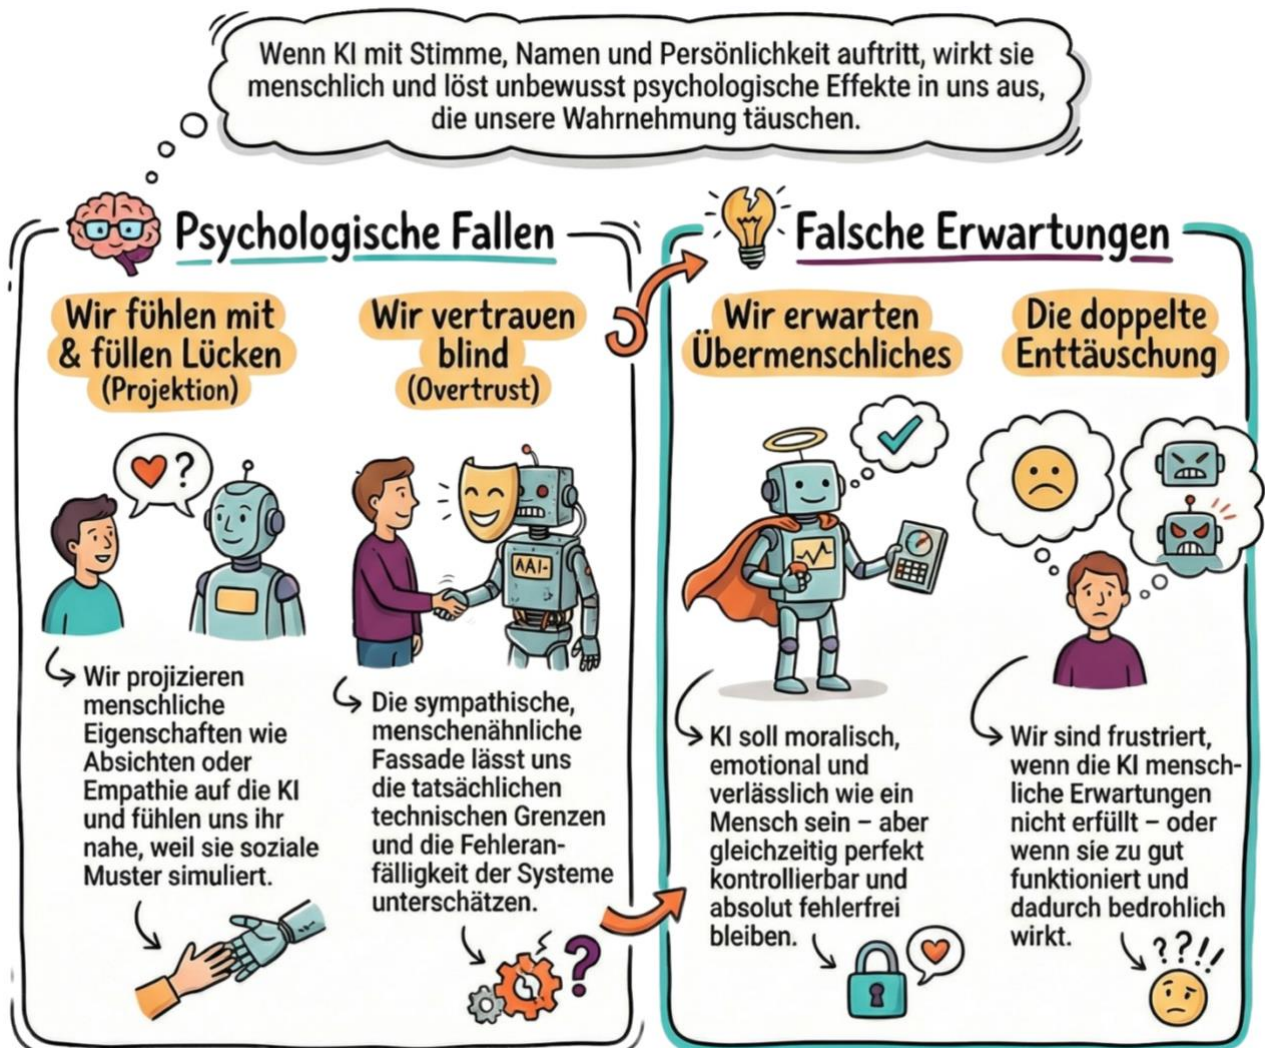 Wenn KI mit Stimme, Namen und Persönlichkeit auftritt, wirkt sie
menschlich und löst unbewusst psychologische Effekte in uns aus,
die unsere Wahrnehmung täuschen.
Psychologische Fallen
Wir fühlen mit
& füllen Lücken
(Projektion)
?
Wir projizieren
menschliche
Eigenschaften wie
Absichten oder
Empathie auf die KI
und fühlen uns ihr
nahe, weil sie soziale
Muster simuliert.
Wir vertrauen
blind
(Overtrust)
AAI-
Die sympathische,
menschenähnliche
Fassade lässt uns
die tatsächlichen
technischen Grenzen
und die Fehleran-
fälligkeit der Systeme
unterschätzen.
?
Falsche Erwartungen
Wir erwarten
Übermenschliches
KI soll moralisch,
emotional und
verlässlich wie ein
Mensch sein – aber
gleichzeitig perfekt
kontrollierbar und
absolut fehlerfrei
bleiben.
Die doppelte
Enttäuschung
Wir sind frustriert,
wenn die KI mensch-
liche Erwartungen
nicht erfüllt – oder
wenn sie zu gut
funktioniert und
dadurch bedrohlich
wirkt.
??!!